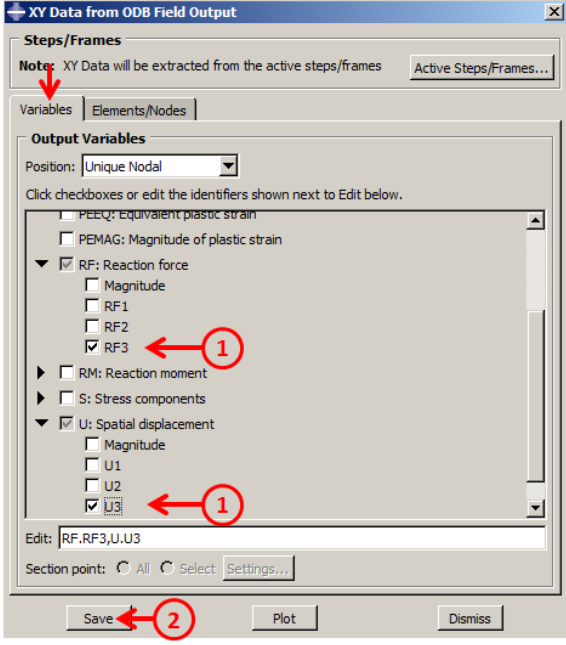 XY Data from ODB Field Output
Steps/Frames
Note: XY Data will be extracted from the active steps/frames
Active Steps/Frames...
Variables
Elements/Nodes
Output Variables
Position: Unique Nodal
Click checkboxes or edit the identifiers shown next to Edit below.
PEEQ: Equivalent plastic strain
PEMAG: Magnitude of plastic strain
RF: Reaction force
Magnitude
RF1
RF2
RF3
1
RM: Reaction moment
S: Stress components
U: Spatial displacement
Magnitude
U1
U2
U3
1
Edit: RF.RF3,U.U3
Section point: All Select Settings...
Save 2 Plot Dismiss